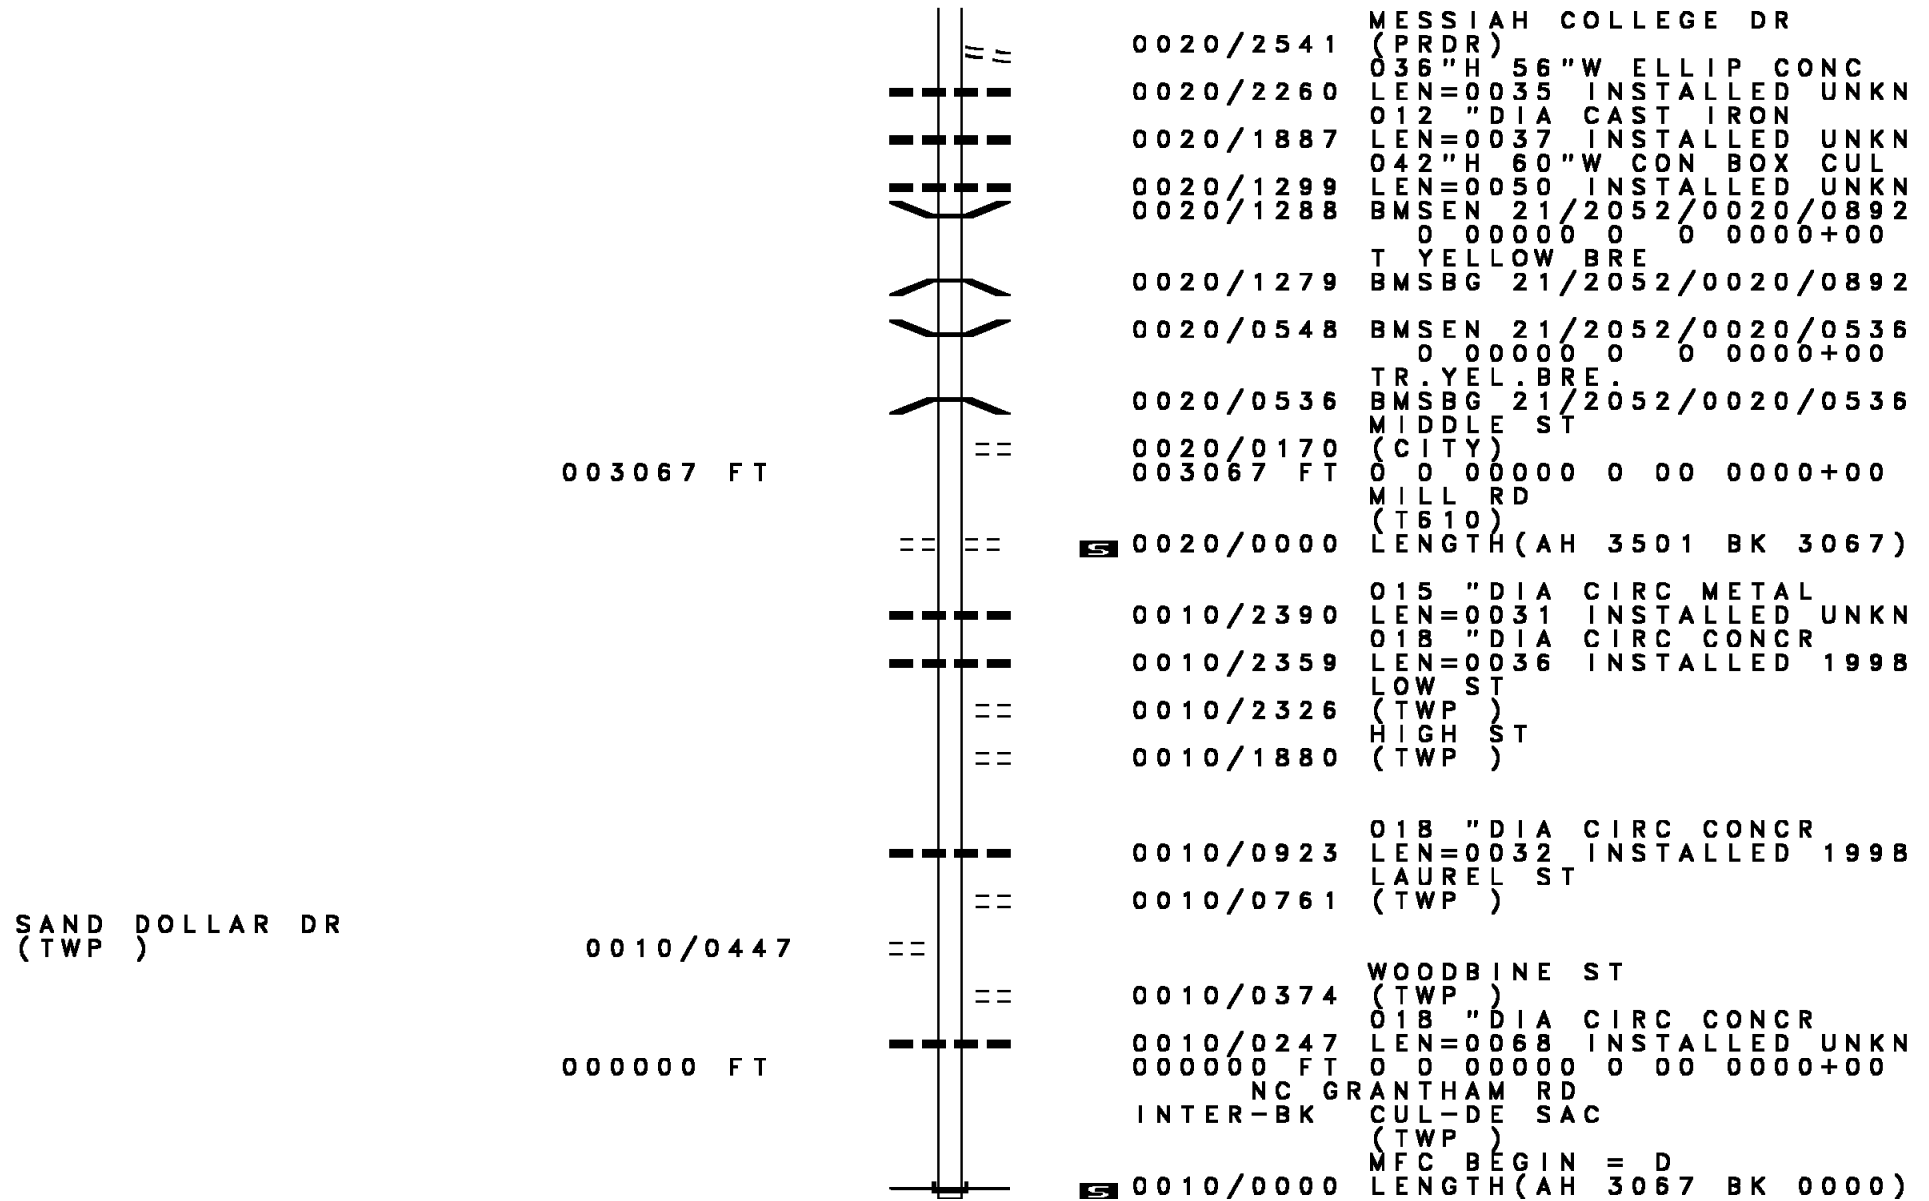 MESSIAH COLLEGE DR
0020/2541 (PRDR)
036"H 56"W ELLIP CONC
0020/2260 LEN=0035 INSTALLED UNKN
012 "DIA CAST IRON
0020/1887 LEN=0037 INSTALLED UNKN
042"H 60"W CON BOX CUL
0020/1299 LEN=0050 INSTALLED UNKN
0020/1288 BMSEN 21/2052/0020/0892
0 00000 0 0 0000+00
T YELLOW BRE
0020/1279 BMSBG 21/2052/0020/0892
0020/0548 BMSEN 21/2052/0020/0536
0 00000 0 0 0000+00
TR.YEL.BRE.
0020/0536 BMSBG 21/2052/0020/0536
MIDDLE ST
0020/0170 (CITY)
003067 FT 003067 FT 0 0 00000 0 00 0000+00
MILL RD
(T610)
S 0020/0000 LENGTH(AH 3501 BK 3067)
015 "DIA CIRC METAL
0010/2390 LEN=0031 INSTALLED UNKN
018 "DIA CIRC CONCR
0010/2359 LEN=0036 INSTALLED 1998
LOW ST
0010/2326 (TWP )
HIGH ST
0010/1880 (TWP )
018 "DIA CIRC CONCR
0010/0923 LEN=0032 INSTALLED 1998
LAUREL ST
0010/0761 (TWP )
SAND DOLLAR DR
(TWP ) 0010/0447
WOODBINE ST
0010/0374 (TWP )
018 "DIA CIRC CONCR
0010/0247 LEN=0068 INSTALLED UNKN
000000 FT 000000 FT 0 0 00000 0 00 0000+00
NC GRANTHAM RD
INTER-BK CUL-DE SAC
(TWP )
MFC BEGIN = D
S 0010/0000 LENGTH(AH 3067 BK 0000)